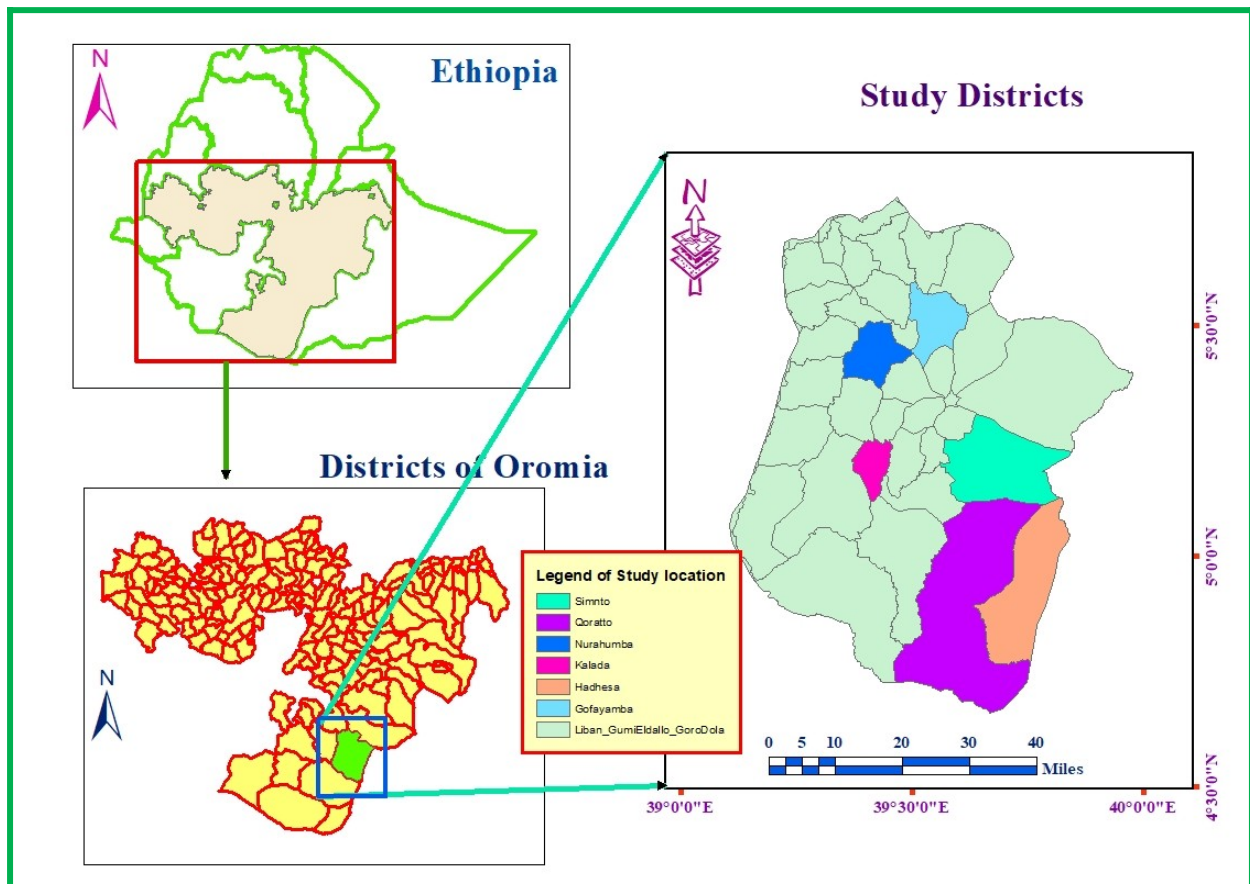 N
Ethiopia
Study Districts
N
5°30'0"N
Districts of Oromia
N
Legend of Study location
Simnto
Qoratto
Nurahumba
Kalada
Hadhesa
Gofayamba
Liban_GumiEldallo_GoroDola
5°0'0"N
0 5 10 20 30 40
Miles
4°30'0"N
39°0'0"E 39°30'0"E 40°0'0"E